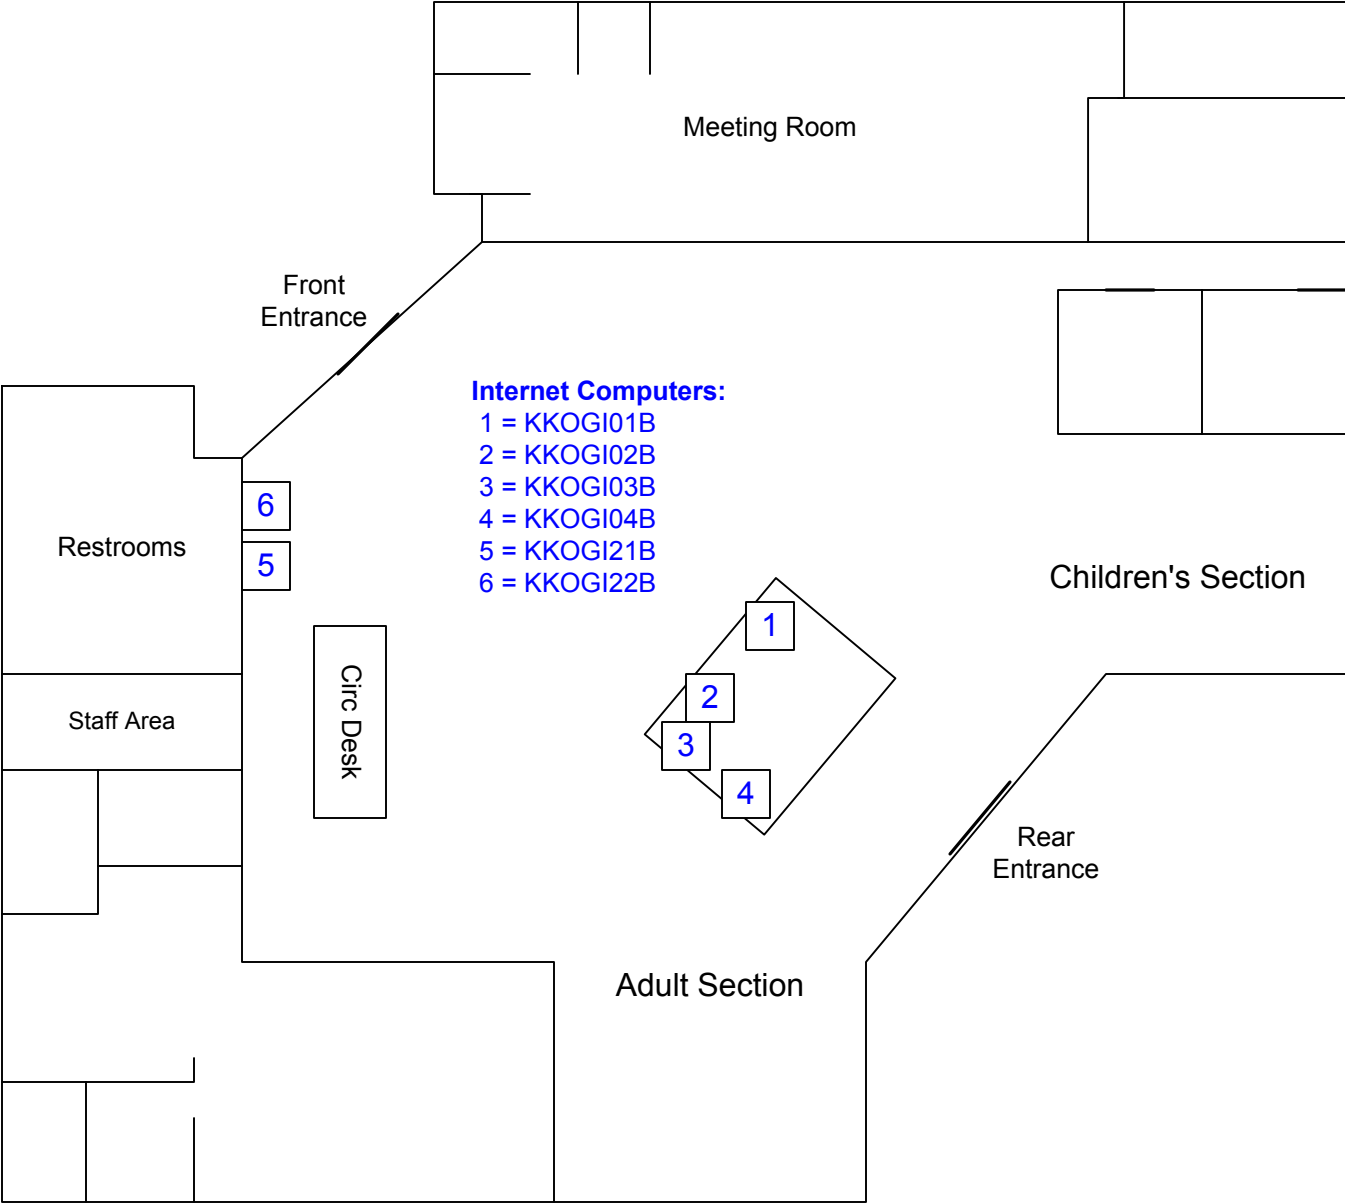 Meeting Room
Front
Entrance
Internet Computers:
1 = KKOGI01B
2 = KKOGI02B
3 = KKOGI03B
4 = KKOGI04B
5 = KKOGI21B
6 = KKOGI22B
6
5
Restrooms
Children's Section
1
2
3
4
Staff Area
Circ Desk
Rear
Entrance
Adult Section